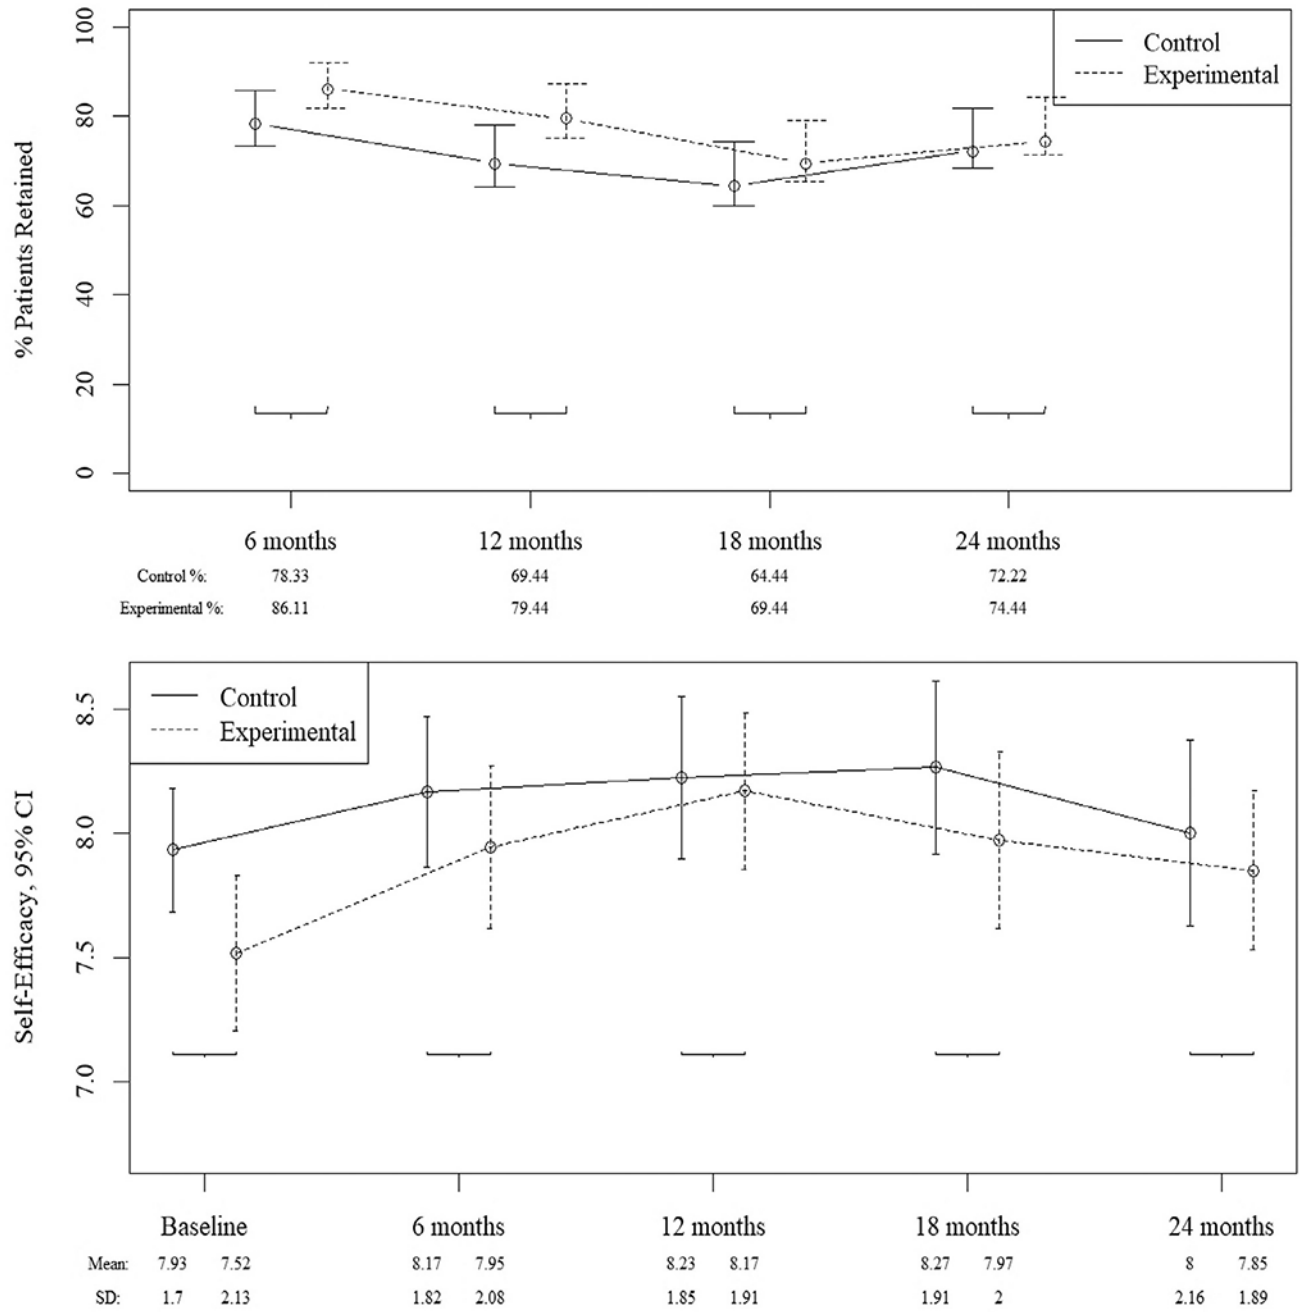 % Patients Retained
100
80
60
40
20
0
Control
Experimental
6 months 12 months 18 months 24 months
Control %: 78.33 69.44 64.44 72.22
Experimental %: 86.11 79.44 69.44 74.44
Self-Efficacy, 95% CI
8.5
8.0
7.5
7.0
Control
Experimental
Baseline 6 months 12 months 18 months 24 months
Mean: 7.93 7.52 8.17 7.95 8.23 8.17 8.27 7.97 8 7.85
SD: 1.7 2.13 1.82 2.08 1.85 1.91 1.91 2 2.16 1.89